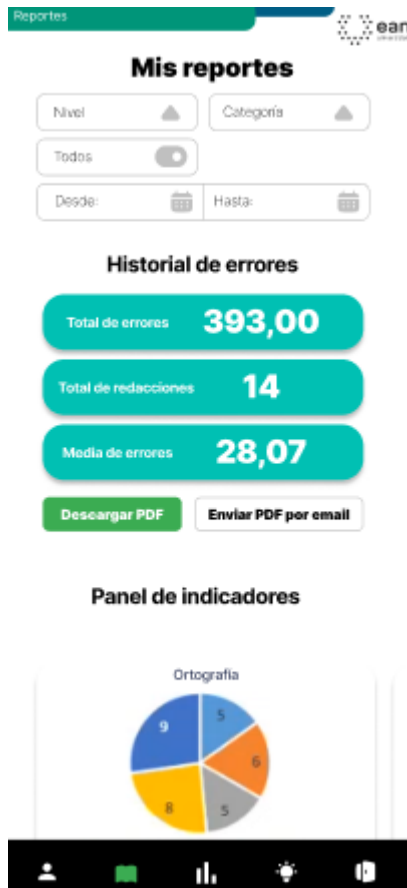 Reportes
ean
Mis reportes
Nivel
Categoría
Todos
Desde:
Hasta:
Historial de errores
Total de errores 393,00
Total de redacciones 14
Media de errores 28,07
Descargar PDF
Enviar PDF por email
Panel de indicadores
Ortografía
9
5
6
8
5